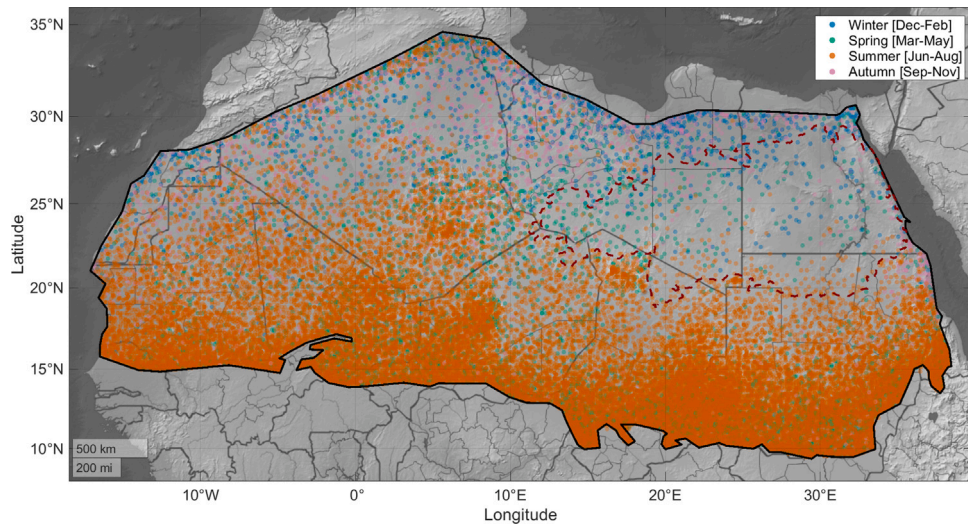 35°N
30°N
25°N
20°N
15°N
10°N
Latitude
Winter [Dec-Feb]
Spring [Mar-May]
Summer [Jun-Aug]
Autumn [Sep-Nov]
500 km
200 mi
10°W
0°
10°E
20°E
30°E
Longitude